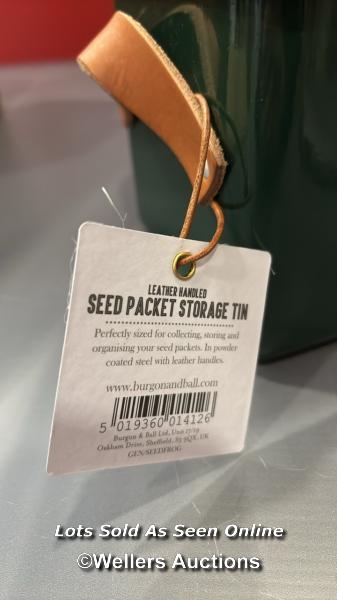 LEATHER HANDLED
SEED PACKET STORAGE TIN
Perfectly sized for collecting, storing and
organising your seed packets. In powder
coated steel with leather handles.
www.burgonandball.com
5 019360 014126
Burgon & Ball Ltd, Unit 17/19
Oakham Drive, Sheffield, S3 9QX, UK
GEN/SEEDFROG
Lots Sold As Seen Online
©Wellers Auctions